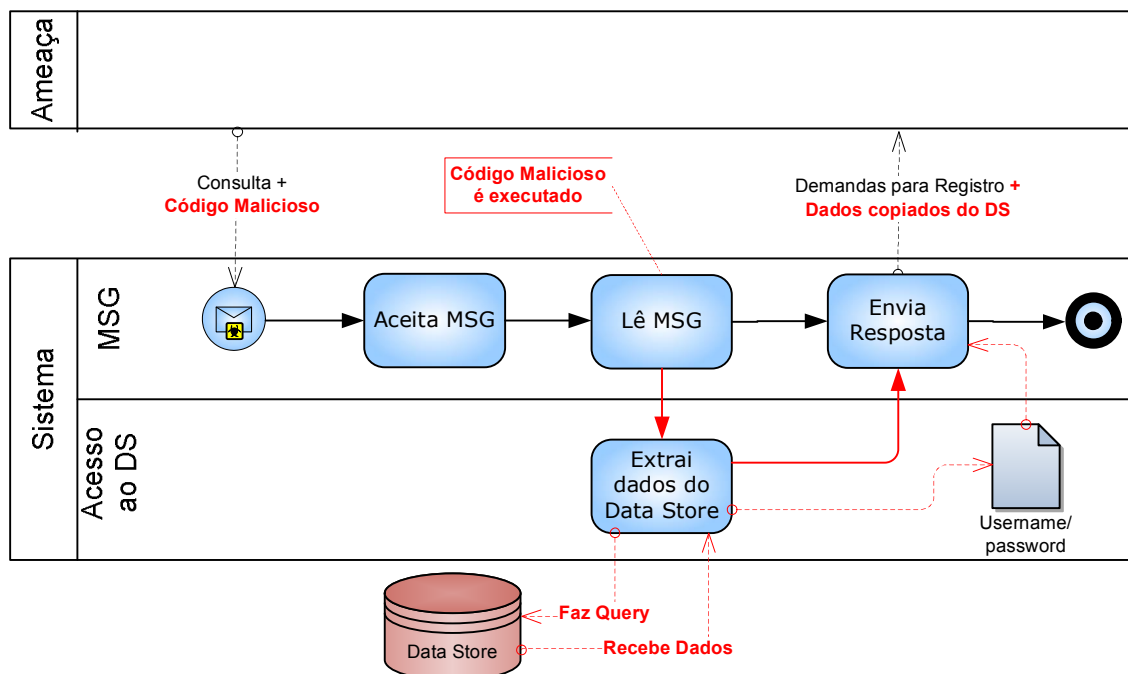 Ameaça
Consulta +
Código Malicioso
Código Malicioso
é executado
Demandas para Registro +
Dados copiados do DS
Sistema
MSG
Aceita MSG
Lê MSG
Envia
Resposta
Acesso
ao DS
Extrai
dados do
Data Store
Username/
password
Faz Query
Data Store
Recebe Dados